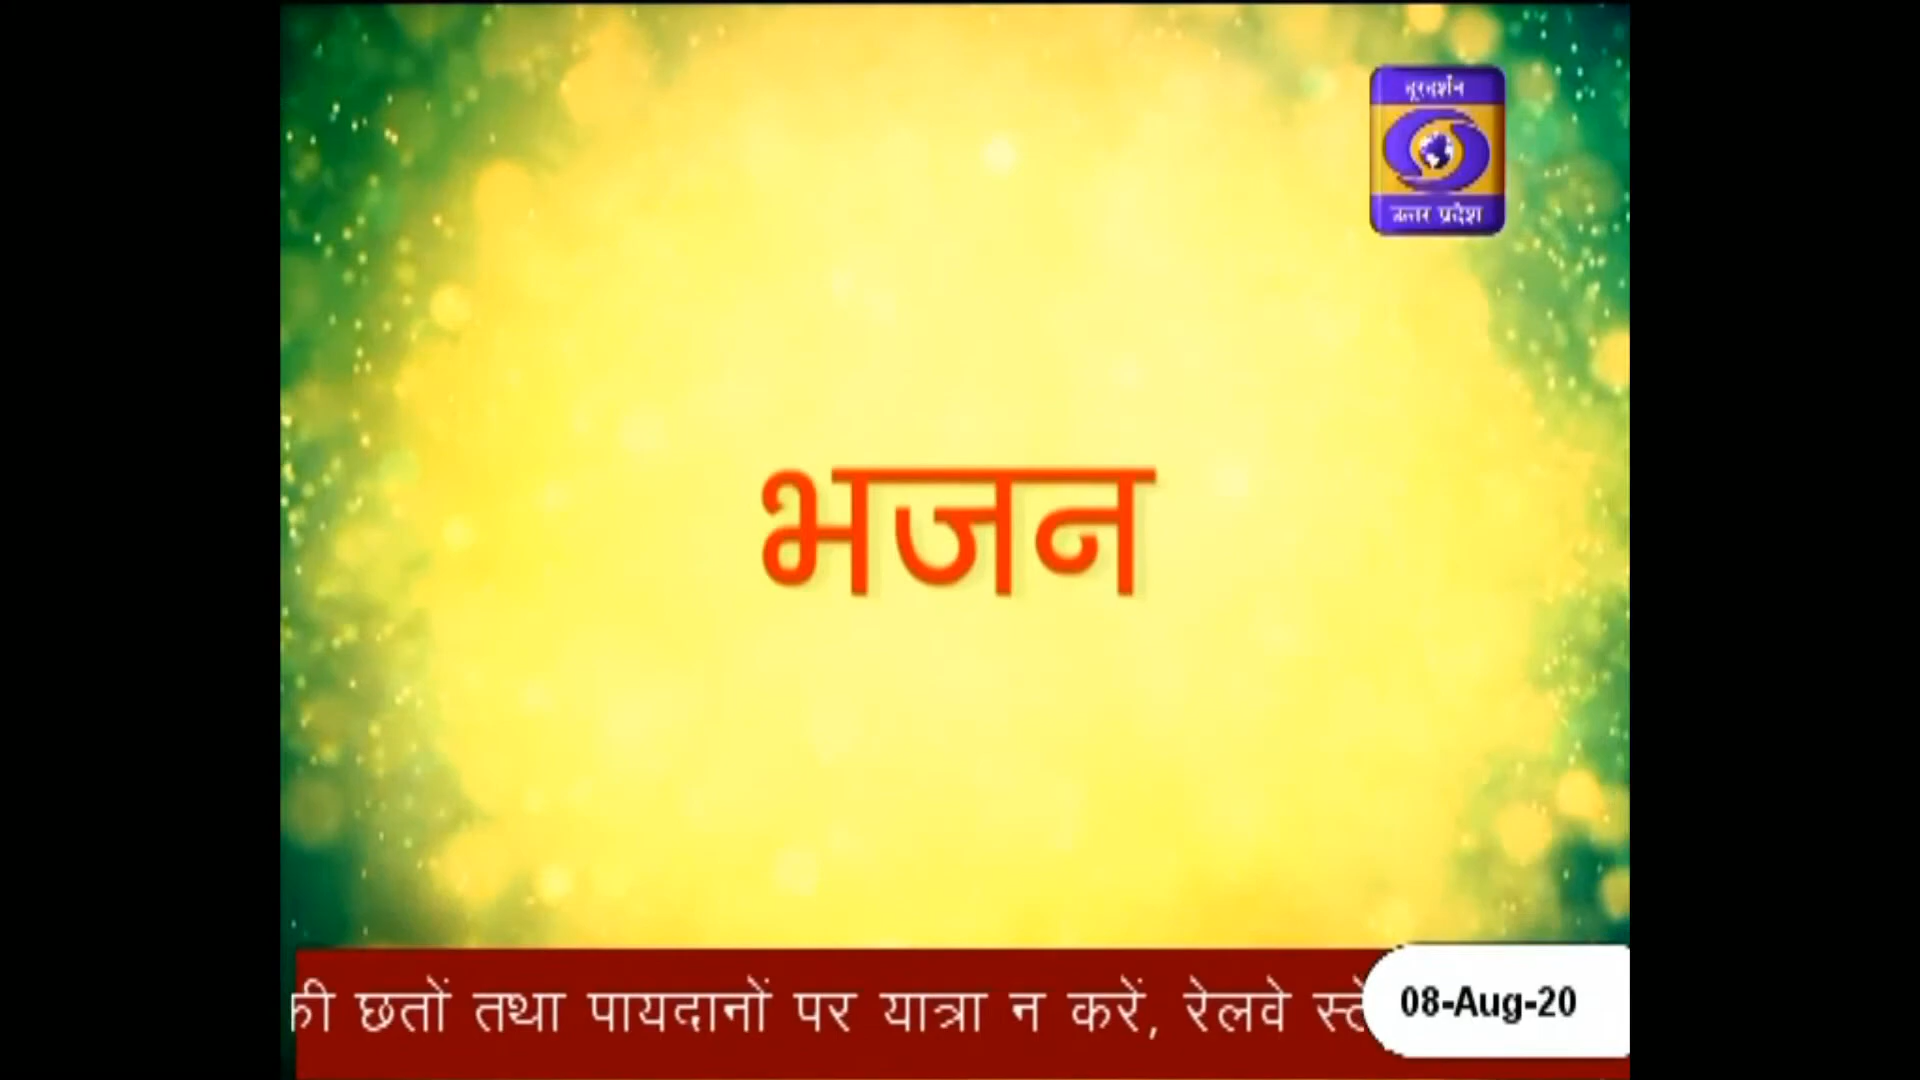 दूरदर्शन
उत्तर प्रदेश
भजन
की छतों तथा पायदानों पर यात्रा न करें, रेलवे
08-Aug-20